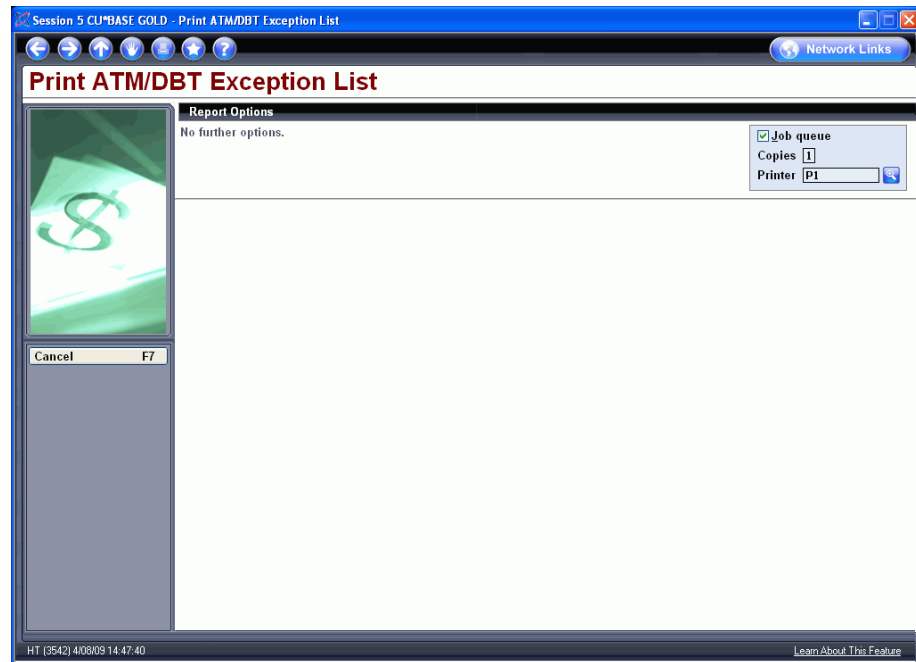 Session 5 CU*BASE GOLD - Print ATM/DBT Exception List
Network Links
Print ATM/DBT Exception List
Report Options
No further options.
Job queue
Copies 1
Printer P1
Cancel F7
HT (3542) 4/08/09 14:47:40
Learn About This Feature